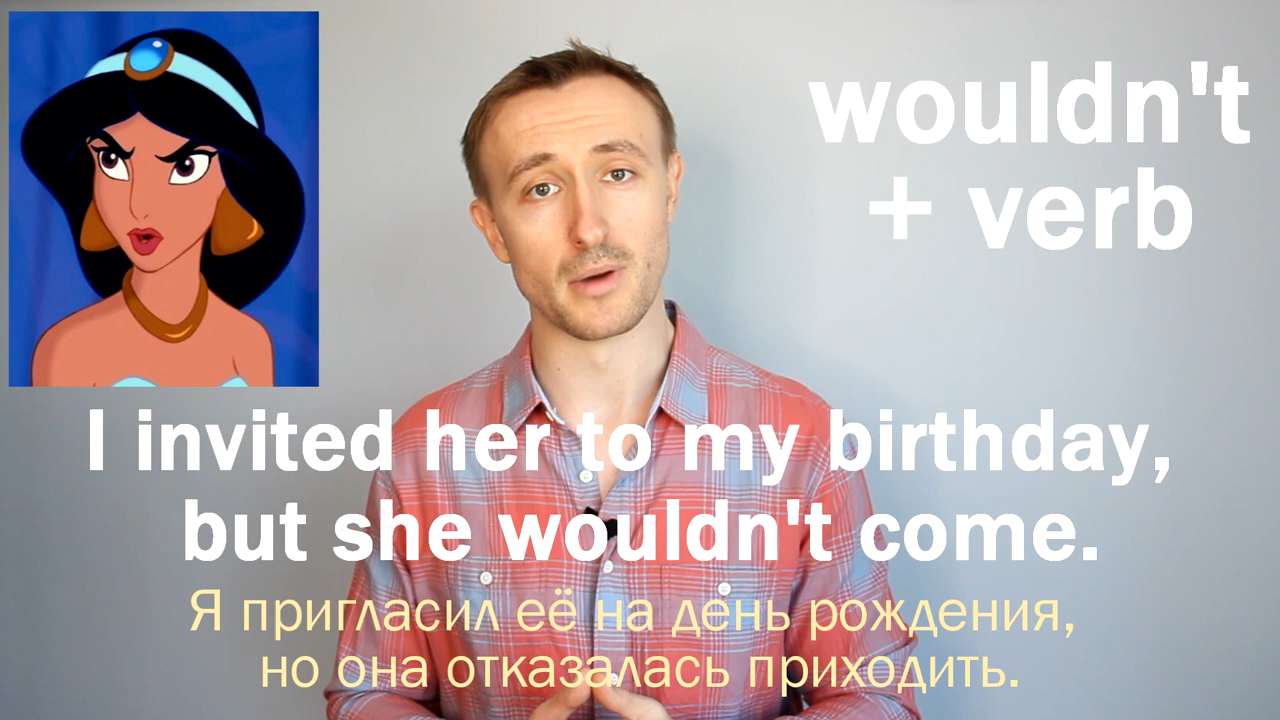 wouldn't
+ verb
I invited her to my birthday,
but she wouldn't come.
Я пригласил её на день рождения,
но она отказалась приходить.